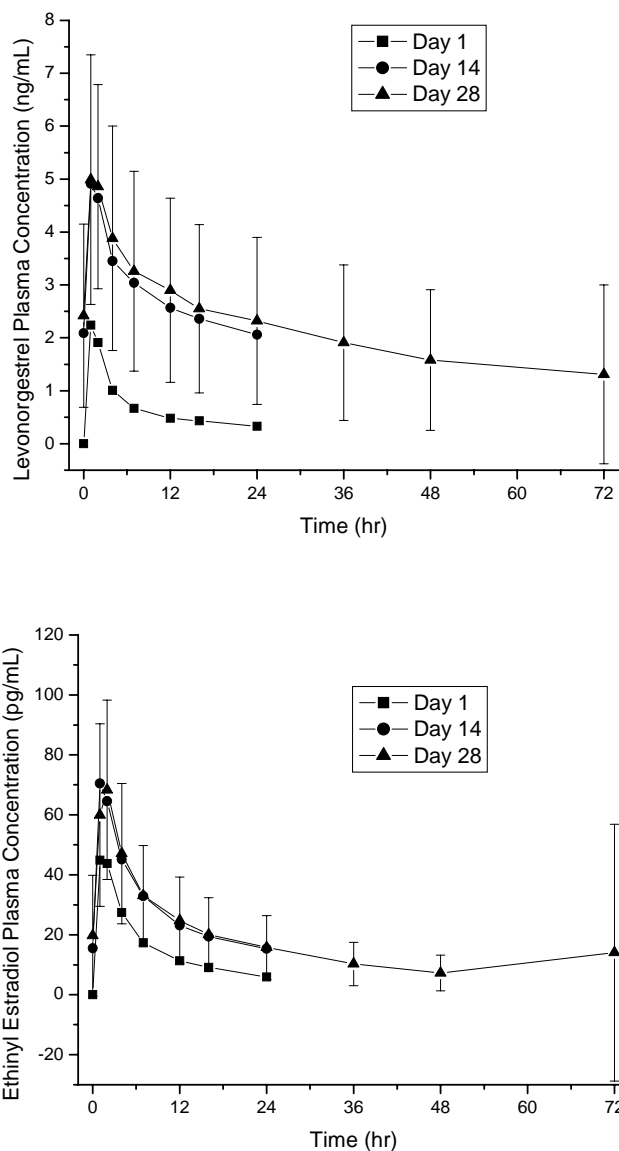 8
7
6
5
4
3
2
1
0
Levonorgestrel Plasma Concentration (ng/mL)
Day 1
Day 14
Day 28
0 12 24 36 48 60 72
Time (hr)
120
100
80
60
40
20
0
-20
Ethinyl Estradiol Plasma Concentration (pg/mL)
Day 1
Day 14
Day 28
0 12 24 36 48 60 72
Time (hr)